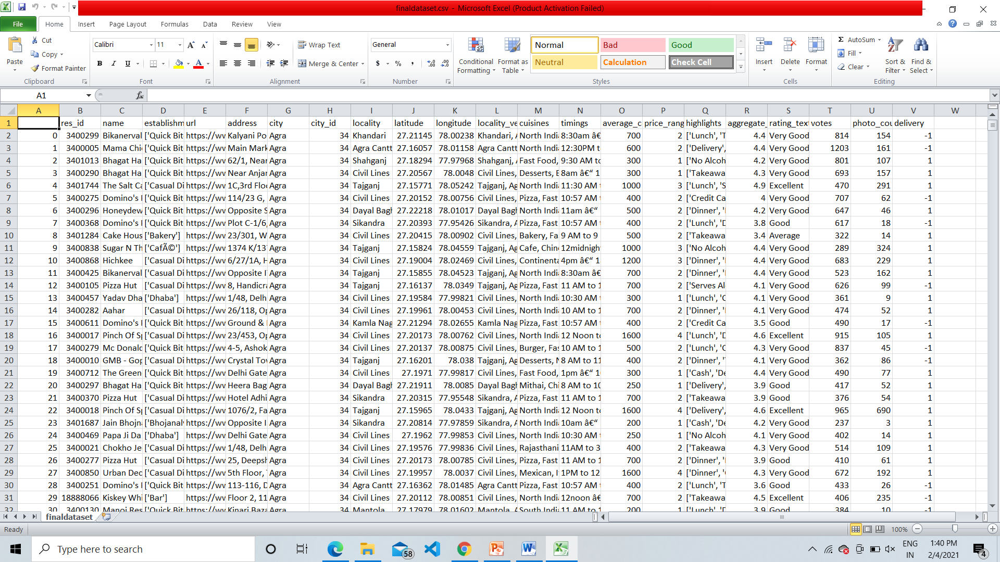 finaldataset.csv - Microsoft Excel (Product Activation Failed)
File Home Insert Page Layout Formulas Data Review View
Paste Cut Copy Format Painter Clipboard
Calibri 11 B I U Font
Wrap Text Merge & Center Alignment
General $ % , Number
Conditional Formatting Format as Table Normal Bad Good Neutral Calculation Check Cell Styles
Insert Delete Format Cells
Σ AutoSum Fill Clear Sort & Filter Find & Select Editing
A1 fx
A B C D E F G H I J K L M N O P Q R S T U V W
1 res_id name establishm url address city city_id locality latitude longitude locality_ve cuisines timings average_c price_rang highlights aggregate_ rating_text votes photo_cou delivery
2 0 3400299 Bikanerval ['Quick Bit https://ww Kalyani Po Agra 34 Khandari 27.21145 78.00238 Khandari, A North Indi 8:30am â€ 700 2 ['Lunch', 'T 4.4 Very Good 814 154 -1
3 1 3400005 Mama Chi ['Quick Bit https://ww Main Mark Agra 34 Agra Cantt 27.16057 78.01158 Agra Cantt North Indi 12:30PM t 600 2 ['Delivery', 4.4 Very Good 1203 161 -1
4 2 3401013 Bhagat Ha ['Quick Bit https://ww 62/1, Near Agra 34 Shahganj 27.18294 77.97968 Shahganj, Fast Food, 9:30 AM to 300 1 ['No Alcoh 4.2 Very Good 801 107 1
5 3 3400290 Bhagat Ha ['Quick Bit https://ww Near Anjar Agra 34 Civil Lines 27.20567 78.0048 Civil Lines, Desserts, E 8am â€“ 1 300 1 ['Takeawa 4.3 Very Good 693 157 1
6 4 3401744 The Salt Ca ['Casual Di https://ww 1C,3rd Floo Agra 34 Tajganj 27.15771 78.05242 Tajganj, Ag North Indi 11:30 AM 1000 3 ['Lunch', 'S 4.9 Excellent 470 291 1
7 5 3400275 Domino's ['Quick Bit https://ww 114/23 G, Agra 34 Civil Lines 27.20152 78.00756 Civil Lines, Pizza, Fast 10:57 AM 400 2 ['Credit Ca 4 Very Good 707 62 -1
8 6 3400296 Honeydew ['Quick Bit https://ww Opposite S Agra 34 Dayal Bagh 27.22218 78.01017 Dayal Bagh North Indi 11am â€“ 500 2 ['Dinner', ' 4.2 Very Good 647 46 1
9 7 3400368 Domino's ['Quick Bit https://ww Plot C-1/6, Agra 34 Sikandra 27.20393 77.95426 Sikandra, A Pizza, Fast 10:57 AM 400 2 ['Lunch', 'D 3.8 Good 617 18 -1
10 8 3401284 Cake Hous ['Bakery'] https://ww 23/301, W Agra 34 Civil Lines 27.20415 78.00902 Civil Lines, Bakery, Fa 9 AM to 9 500 2 ['Takeawa 3.4 Average 322 14 1
11 9 3400838 Sugar N Th ['CafÃ©'] https://ww 1374 K/13 Agra 34 Tajganj 27.15824 78.04559 Tajganj, Ag Cafe, Chin 12midnigh 1000 3 ['No Alcoh 4.4 Very Good 289 324 1
12 10 3400868 Hichkee ['Casual Di https://ww 6/27/1A, H Agra 34 Civil Lines 27.19004 78.02469 Civil Lines, Continenta 4pm â€“ 1 1200 3 ['Dinner', ' 4.4 Very Good 683 229 1
13 11 3400425 Bikanerval ['Casual Di https://ww Opposite I Agra 34 Tajganj 27.15855 78.04523 Tajganj, Ag North Indi 8:30am â€ 700 2 ['Dinner', ' 4.4 Very Good 523 162 1
14 12 3400105 Pizza Hut ['Casual Di https://ww 8, Handicra Agra 34 Tajganj 27.16137 78.0349 Tajganj, Ag Pizza, Fast 11 AM to 1 700 2 ['Serves Al 4.1 Very Good 626 99 -1
15 13 3400457 Yadav Dha ['Dhaba'] https://ww 1/48, Delh Agra 34 Civil Lines 27.19584 77.99821 Civil Lines, North Indi 10:30 AM 300 1 ['Lunch', 'C 4.1 Very Good 361 9 1
16 14 3400282 Aahar ['Casual Di https://ww 26/118, Op Agra 34 Civil Lines 27.19961 78.00453 Civil Lines, North Indi 10 AM to 1 700 2 ['Dinner', ' 4.1 Very Good 474 52 1
17 15 3400611 Domino's ['Quick Bit https://ww Ground & Agra 34 Kamla Nag 27.21294 78.02655 Kamla Nag Pizza, Fast 10:57 AM 400 2 ['Credit Ca 3.5 Good 490 17 -1
18 16 3400017 Pinch Of Sp ['Casual Di https://ww 23/453, Op Agra 34 Civil Lines 27.20173 78.00762 Civil Lines, North Indi 12 Noon to 1600 4 ['Lunch', 'D 4.6 Excellent 915 105 1
19 17 3400279 Mc Donald ['Quick Bit https://ww 4-5, Ashok Agra 34 Civil Lines 27.20137 78.00875 Civil Lines, Burger, Fas 10 AM to 1 500 2 ['Lunch', 'C 4.3 Very Good 837 45 -1
20 18 3400010 GMB - Gop ['Casual Di https://ww Crystal Tov Agra 34 Tajganj 27.16201 78.038 Tajganj, Ag Desserts, N 8 AM to 11 400 2 ['Dinner', ' 4.1 Very Good 362 86 -1
21 19 3400712 The Green ['Quick Bit https://ww Delhi Gate Agra 34 Civil Lines 27.1971 77.99817 Civil Lines, Fast Food, 1pm â€“ 1 300 1 ['Cash', 'De 4.4 Very Good 490 77 1
22 20 3400297 Bhagat Ha ['Quick Bit https://ww Heera Bag Agra 34 Dayal Bagh 27.21911 78.0085 Dayal Bagh Mithai, Chi 8 AM to 10 250 1 ['Delivery', 3.9 Good 417 52 1
23 21 3400370 Pizza Hut ['Casual Di https://ww Hotel Adhi Agra 34 Sikandra 27.20315 77.95548 Sikandra, A Pizza, Fast 11 AM to 1 700 2 ['Takeawa 3.9 Good 376 54 1
24 22 3400018 Pinch Of Sp ['Casual Di https://ww 1076/2, Fa Agra 34 Tajganj 27.15965 78.0433 Tajganj, Ag North Indi 12 Noon to 1600 4 ['Delivery', 4.6 Excellent 965 690 1
25 23 3401687 Jain Bhojn ['Bhojanal https://ww Opposite I Agra 34 Sikandra 27.20814 77.97859 Sikandra, A North Indi 10am â€“ 200 1 ['Cash', 'De 4.2 Very Good 237 3 1
26 24 3400469 Papa Ji Da ['Dhaba'] https://ww Delhi Gate Agra 34 Civil Lines 27.1962 77.99853 Civil Lines, North Indi 10:30 AM 250 1 ['No Alcoh 4.1 Very Good 402 14 1
27 25 3400021 Chokho Je ['Casual Di https://ww 1/48, Delh Agra 34 Civil Lines 27.19576 77.99836 Civil Lines, Rajasthani 11AM to 3 400 2 ['Takeawa 4.3 Very Good 514 109 1
28 26 3400277 Pizza Hut ['Casual Di https://ww 25, Deepsh Agra 34 Civil Lines 27.20173 78.00785 Civil Lines, Pizza, Fast 11 AM to 1 700 2 ['Dinner', ' 3.9 Good 410 61 1
29 27 3400850 Urban Dec ['Casual Di https://ww 5th Floor, Agra 34 Civil Lines 27.19957 78.0037 Civil Lines, Mexican, I 1PM to 12 1600 4 ['Dinner', ' 4.3 Very Good 672 192 1
30 28 3400251 Domino's ['Quick Bit https://ww 113-116, D Agra 34 Agra Cantt 27.16362 78.01485 Agra Cantt Pizza, Fast 10:57 AM 400 2 ['Lunch', 'T 3.6 Good 433 26 -1
31 29 18888066 Kiskey Whi ['Bar'] https://ww Floor 2, 11 Agra 34 Civil Lines 27.20112 78.00851 Civil Lines, North Indi 12noon â€ 700 2 ['Takeawa 4.5 Excellent 406 235 -1
32 30 3400130 Manoj Res ['Quick Bit https://ww Kinari Baza Agra 34 Mantola 27.17979 78.01602 Mantola, A South Indi 11 AM to 1 200 1 ['Lunch', 'D 3.9 Good 384 10 -1
finaldataset
Ready 100%
Type here to search 58 ENG IN 1:40 PM 2/4/2021 4